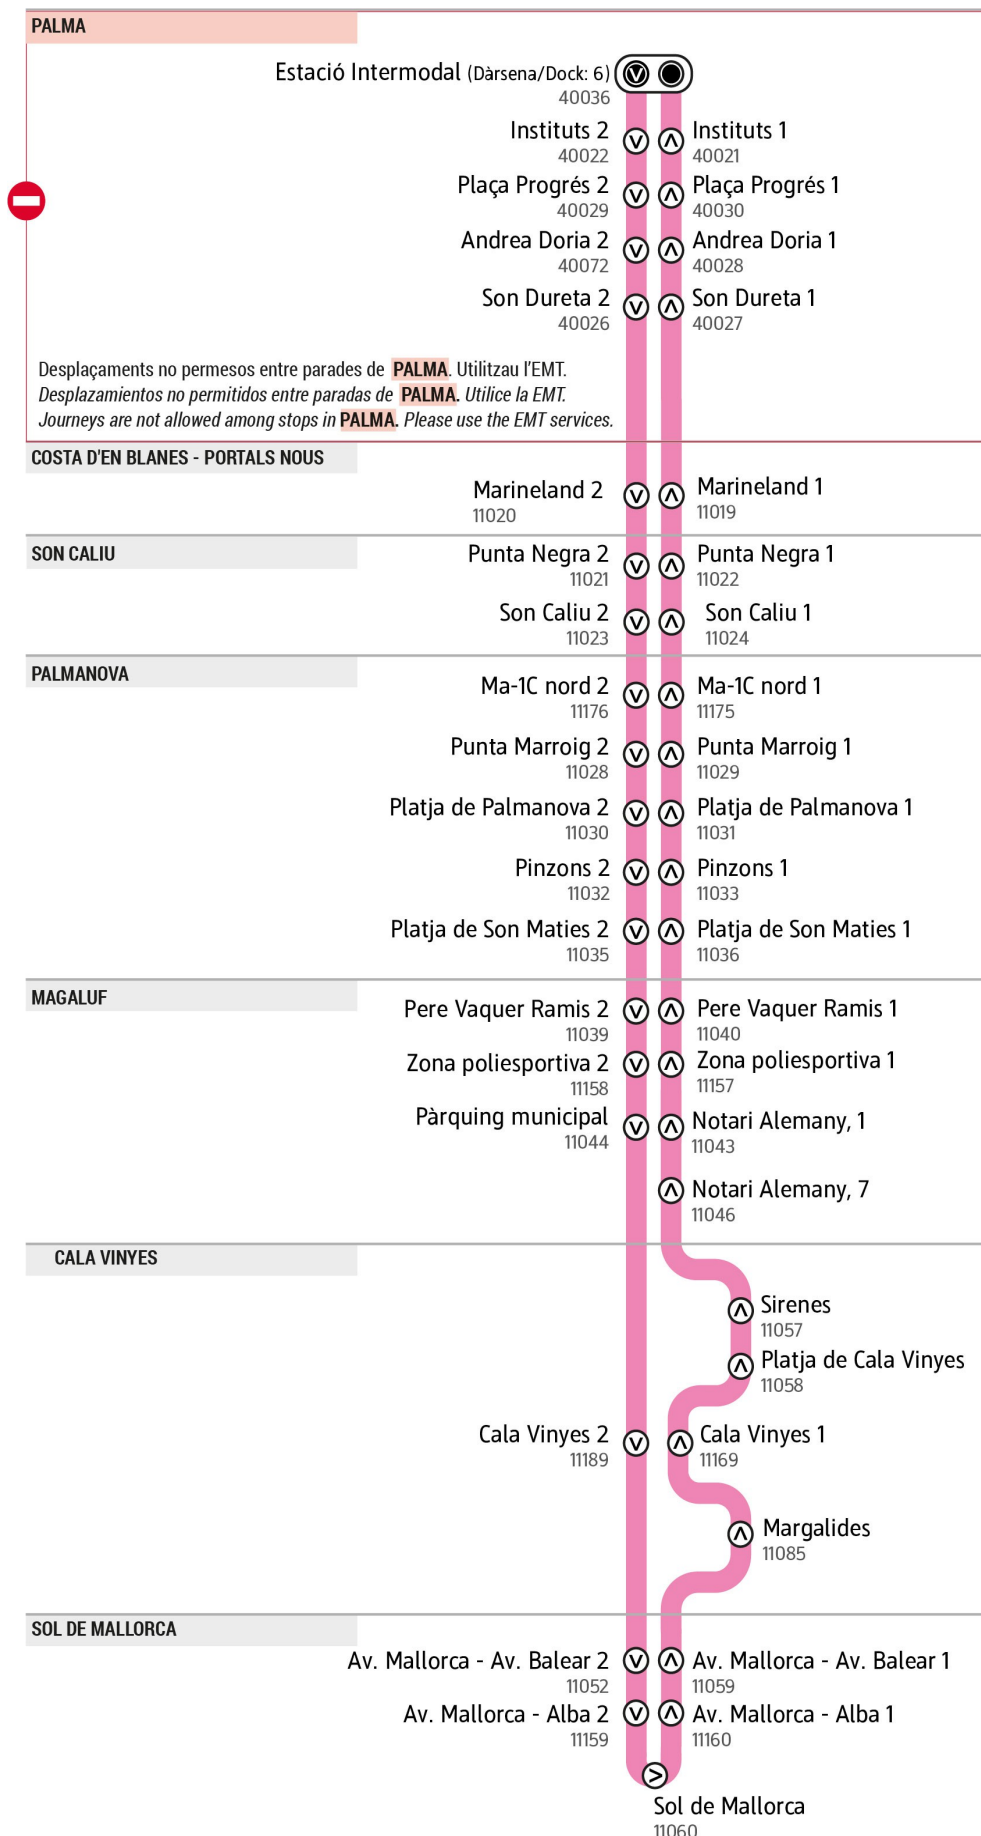 PALMA
Estació Intermodal (Dàrsena/Dock: 6)
40036
Instituts 2
40022
Instituts 1
40021
Plaça Progrés 2
40029
Plaça Progrés 1
40030
Andrea Doria 2
40072
Andrea Doria 1
40028
Son Dureta 2
40026
Son Dureta 1
40027
Desplaçaments no permesos entre parades de PALMA. Utilitzau l'EMT.
Desplazamientos no permitidos entre paradas de PALMA. Utilice la EMT.
Journeys are not allowed among stops in PALMA. Please use the EMT services.
COSTA D'EN BLANES - PORTALS NOUS
Marineland 2
11020
Marineland 1
11019
SON CALIU
Punta Negra 2
11021
Punta Negra 1
11022
Son Caliu 2
11023
Son Caliu 1
11024
PALMANOVA
Ma-1C nord 2
11176
Ma-1C nord 1
11175
Punta Marroig 2
11028
Punta Marroig 1
11029
Platja de Palmanova 2
11030
Platja de Palmanova 1
11031
Pinzons 2
11032
Pinzons 1
11033
Platja de Son Maties 2
11035
Platja de Son Maties 1
11036
MAGALUF
Pere Vaquer Ramis 2
11039
Pere Vaquer Ramis 1
11040
Zona poliesportiva 2
11158
Zona poliesportiva 1
11157
Pàrquing municipal
11044
Notari Alemany, 1
11043
Notari Alemany, 7
11046
CALA VINYES
Sirenes
11057
Platja de Cala Vinyes
11058
Cala Vinyes 2
11189
Cala Vinyes 1
11169
Margalides
11085
SOL DE MALLORCA
Av. Mallorca - Av. Balear 2
11052
Av. Mallorca - Av. Balear 1
11059
Av. Mallorca - Alba 2
11159
Av. Mallorca - Alba 1
11160
Sol de Mallorca
11060